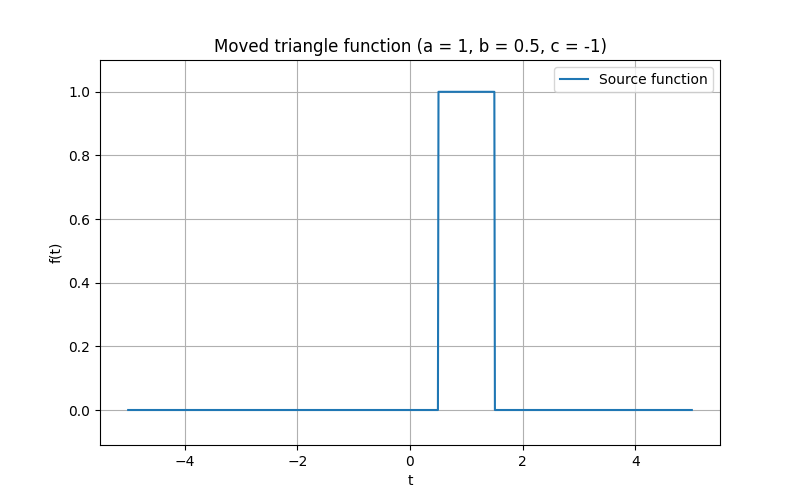 Moved triangle function (a = 1, b = 0.5, c = -1)
Source function
1.0
0.8
0.6
0.4
0.2
0.0
f(t)
−4 −2 0 2 4
t